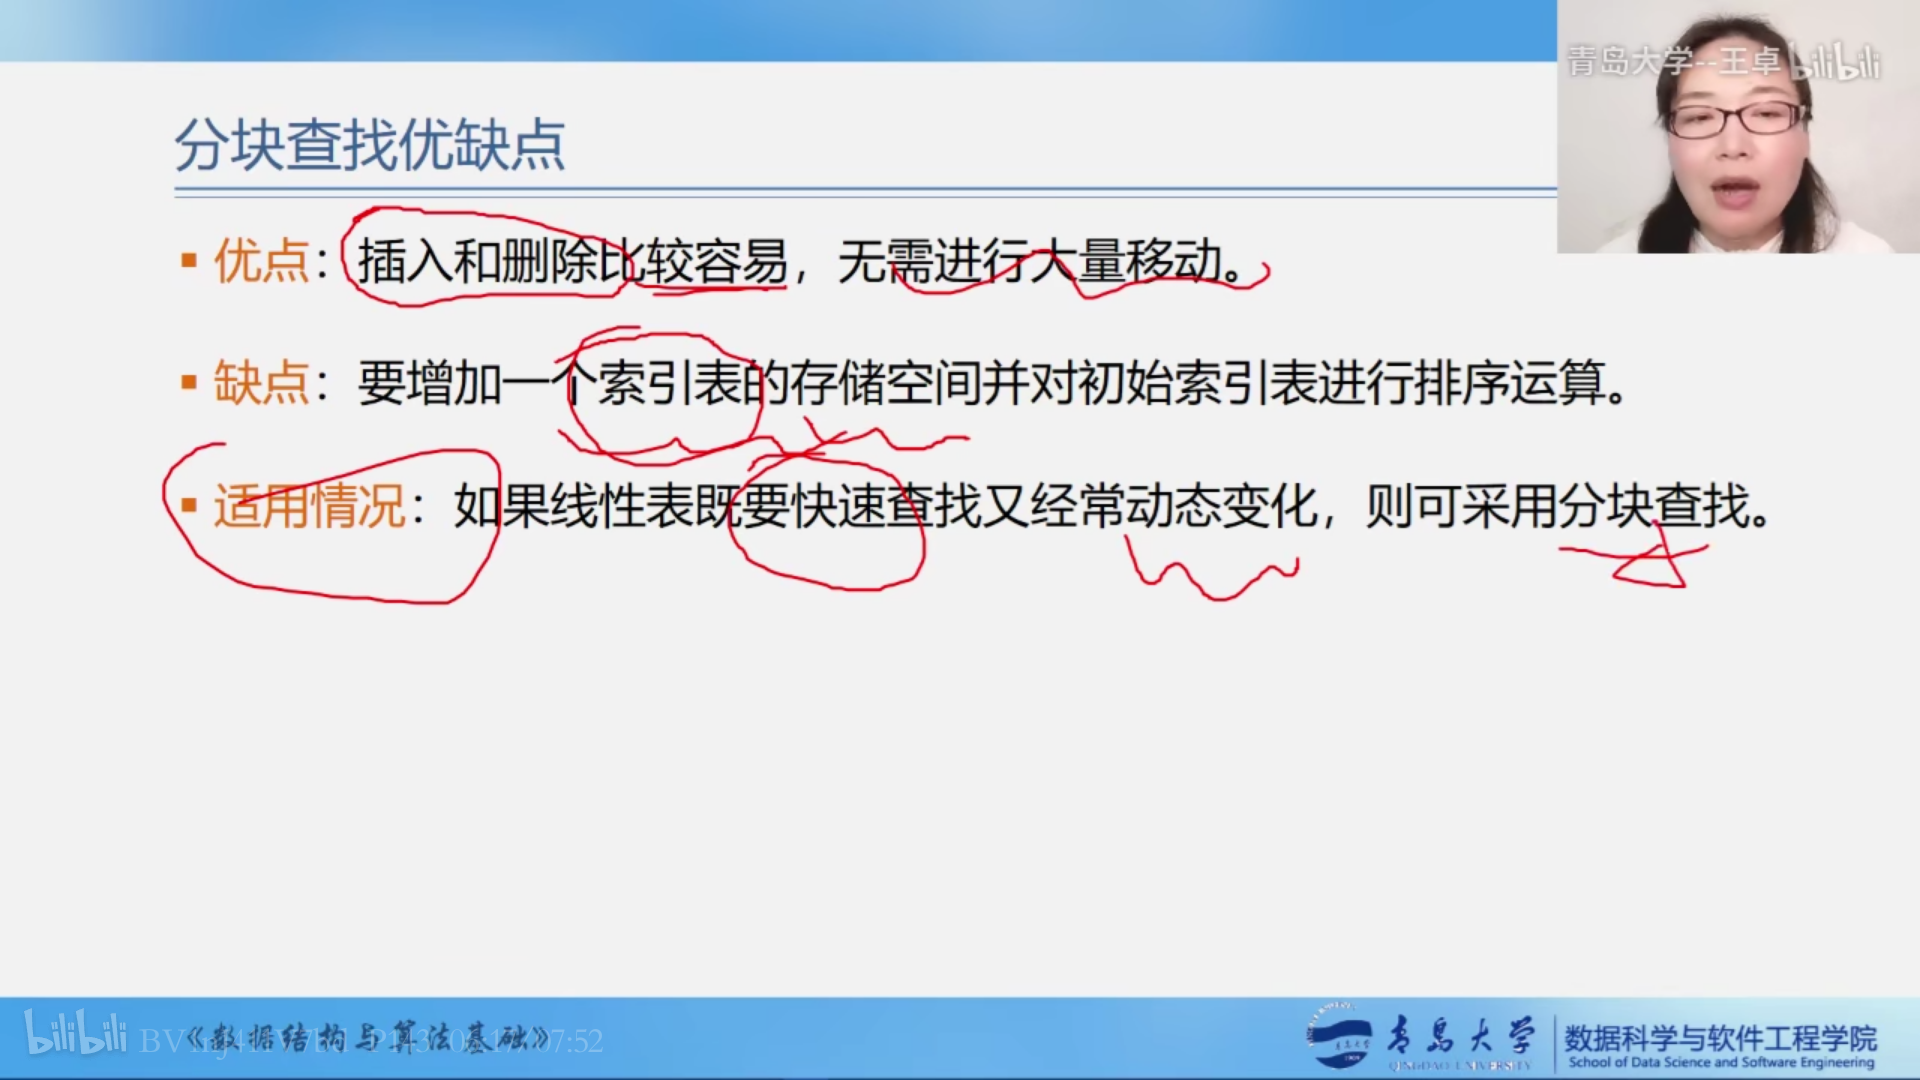 青岛大学--王卓 bilibili
分块查找优缺点
优点：插入和删除比较容易，无需进行大量移动。
缺点：要增加一个索引表的存储空间并对初始索引表进行排序运算。
适用情况：如果线性表既要快速查找又经常动态变化，则可采用分块查找。
bilibili
《数据结构与算法基础》
07:52
青岛大学
QINGDAO UNIVERSITY
数据科学与软件工程学院
School of Data Science and Software Engineering